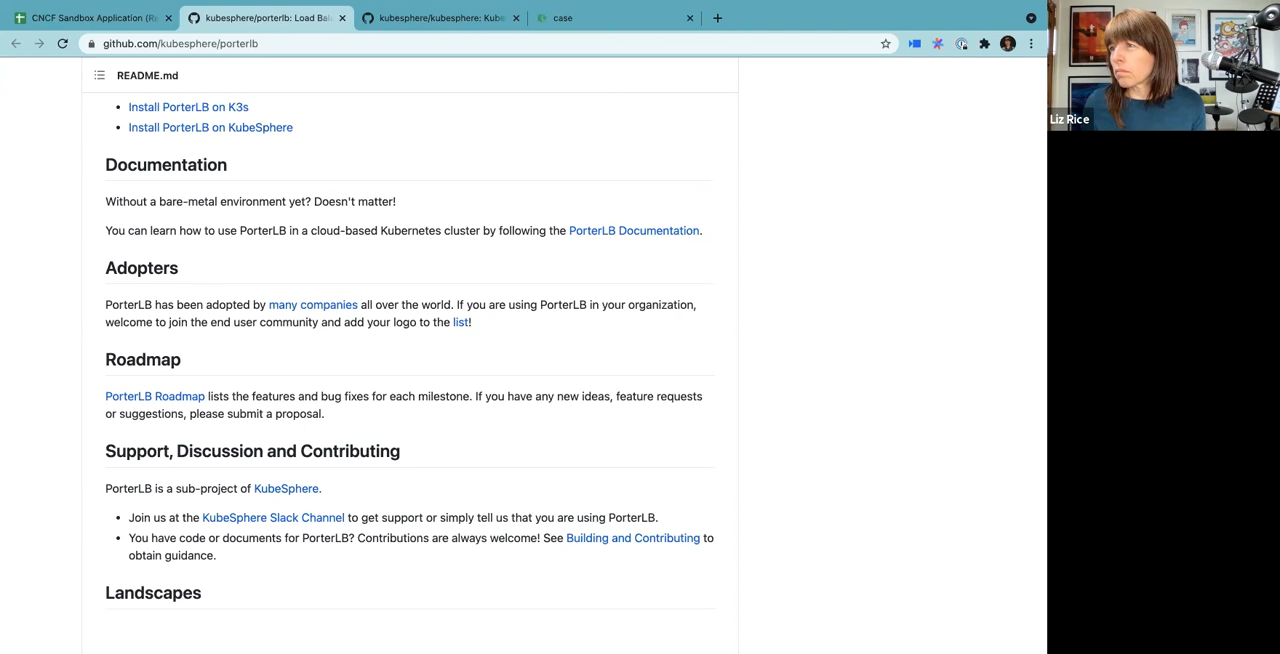 CNCF Sandbox Application (Re
kubesphere/porterlb: Load Bala
kubesphere/kubesphere: Kube
case
github.com/kubesphere/porterlb
README.md
Install PorterLB on K3s
Install PorterLB on KubeSphere
Documentation
Without a bare-metal environment yet? Doesn't matter!
You can learn how to use PorterLB in a cloud-based Kubernetes cluster by following the PorterLB Documentation.
Adopters
PorterLB has been adopted by many companies all over the world. If you are using PorterLB in your organization,
welcome to join the end user community and add your logo to the list!
Roadmap
PorterLB Roadmap lists the features and bug fixes for each milestone. If you have any new ideas, feature requests
or suggestions, please submit a proposal.
Support, Discussion and Contributing
PorterLB is a sub-project of KubeSphere.
Join us at the KubeSphere Slack Channel to get support or simply tell us that you are using PorterLB.
You have code or documents for PorterLB? Contributions are always welcome! See Building and Contributing to
obtain guidance.
Landscapes
Liz Rice